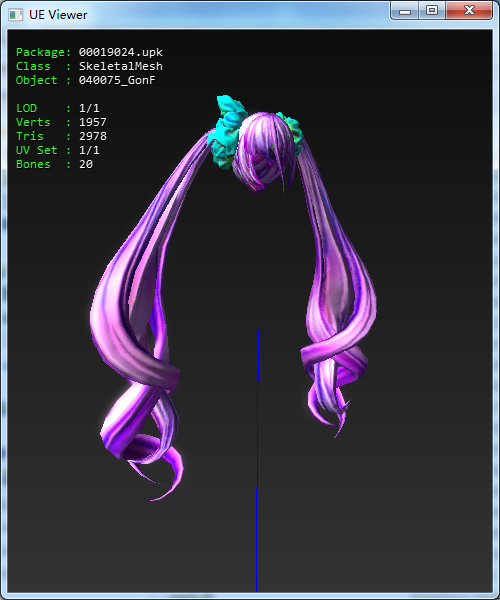 UE Viewer
Package: 00019024.upk
Class : SkeletalMesh
Object : 040075_GonF
LOD : 1/1
Verts : 1957
Tris : 2978
UV Set : 1/1
Bones : 20